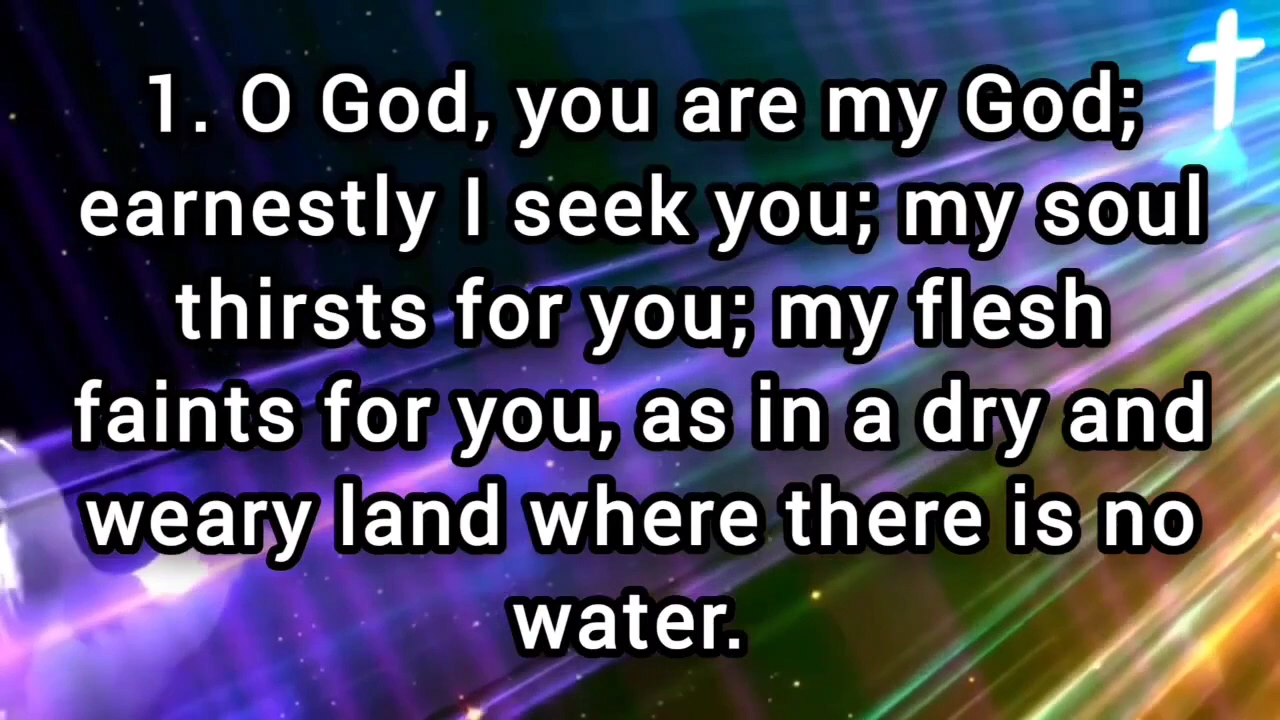 1. O God, you are my God;
earnestly I seek you; my soul
thirsts for you; my flesh
faints for you, as in a dry and
weary land where there is no
water.